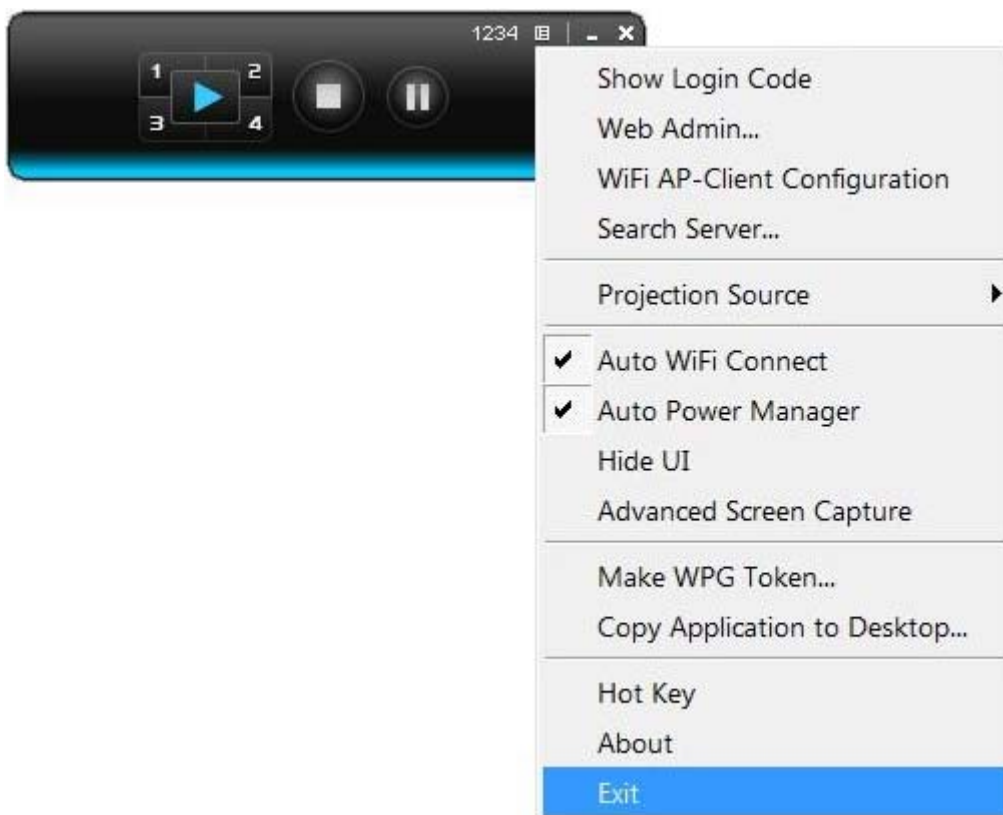 1234
1 2
3 4
Show Login Code
Web Admin...
WiFi AP-Client Configuration
Search Server...
Projection Source
Auto WiFi Connect
Auto Power Manager
Hide UI
Advanced Screen Capture
Make WPG Token...
Copy Application to Desktop...
Hot Key
About
Exit